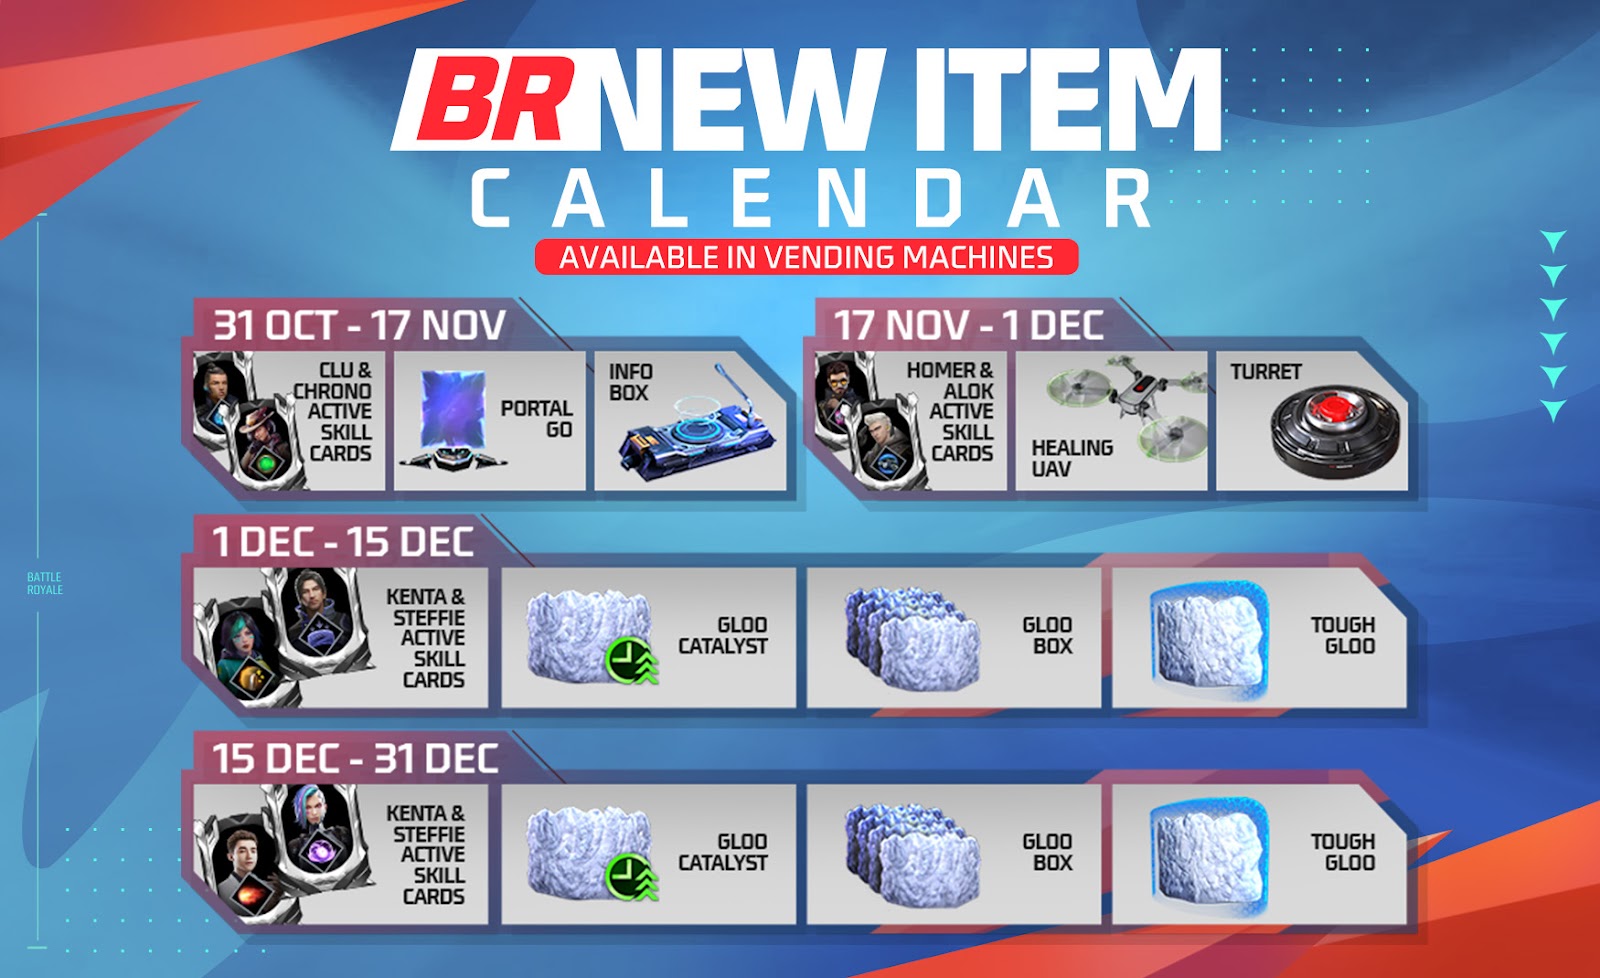 BR NEW ITEM
CALENDAR
AVAILABLE IN VENDING MACHINES
31 OCT - 17 NOV
CLU &
CHRONO
ACTIVE
SKILL
CARDS
PORTAL
GO
INFO
BOX
17 NOV - 1 DEC
HOMER &
ALOK
ACTIVE
SKILL
CARDS
HEALING
UAV
TURRET
1 DEC - 15 DEC
KENTA &
STEFFIE
ACTIVE
SKILL
CARDS
GLOO
CATALYST
GLOO
BOX
TOUGH
GLOO
15 DEC - 31 DEC
KENTA &
STEFFIE
ACTIVE
SKILL
CARDS
GLOO
CATALYST
GLOO
BOX
TOUGH
GLOO
BATTLE
ROYALE